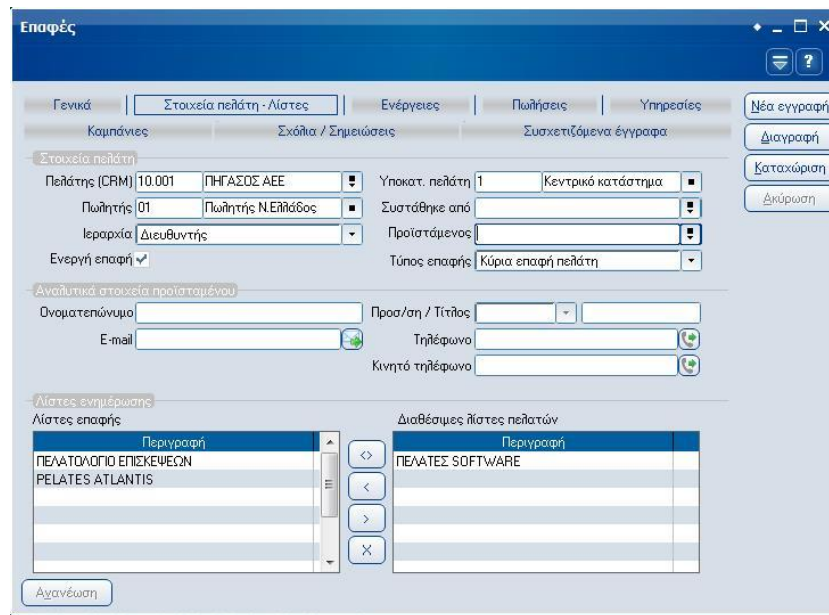 Επαφές
?
Γενικά Στοιχεία πελάτη - Λίστες Ενέργειες Πωλήσεις Υπηρεσίες
Καμπάνιες Σχόλια / Σημειώσεις Συσχετιζόμενα έγγραφα
Νέα εγγραφή
Διαγραφή
Καταχώριση
Ακύρωση
Στοιχεία πελάτη
Πελάτης (CRM) 10.001 ΠΗΓΑΣΟΣ ΑΕΕ Υποκατ. πελάτη 1 Κεντρικό κατάστημα
Πωλητής 01 Πωλητής Ν.Ελλάδος Συστάθηκε από
Ιεραρχία Διευθυντής Προϊστάμενος
Ενεργή επαφή Τύπος επαφής Κύρια επαφή πελάτη
Αναλυτικά στοιχεία προϊσταμένου
Ονοματεπώνυμο Προσ/ση / Τίτλος
E-mail Τηλέφωνο
Κινητό τηλέφωνο
Λίστες ενημέρωσης
Λίστες επαφής Διαθέσιμες λίστες πελατών
Περιγραφή Περιγραφή
ΠΕΛΑΤΟΛΟΓΙΟ ΕΠΙΣΚΕΨΕΩΝ <> ΠΕΛΑΤΕΣ SOFTWARE
PELATES ATLANTIS <
>
X
Ανανέωση